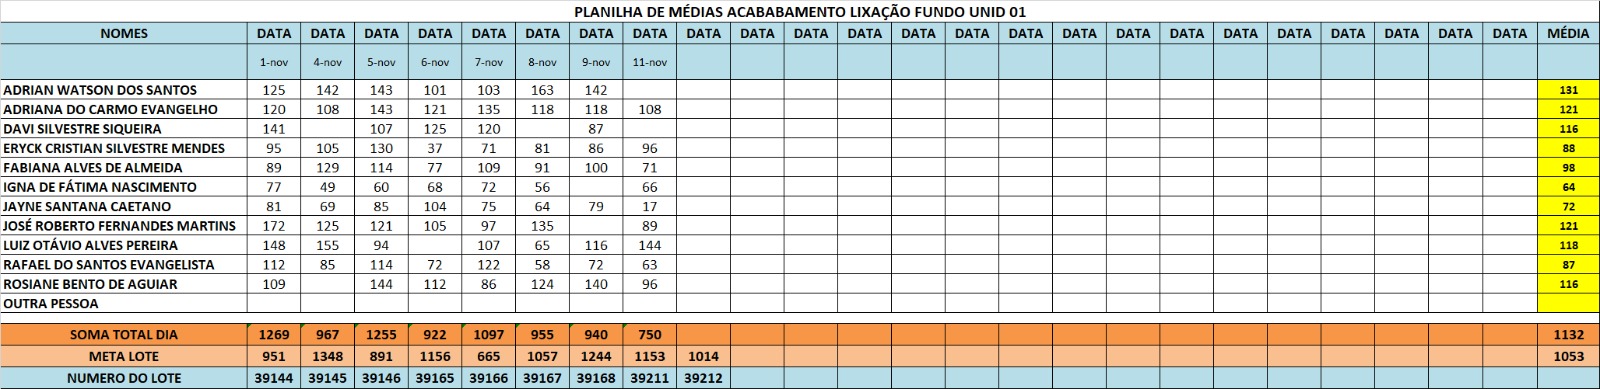 PLANILHA DE MÉDIAS ACABABAMENTO LIXAÇÃO FUNDO UNID 01
NOMES DATA DATA DATA DATA DATA DATA DATA DATA DATA DATA DATA DATA DATA DATA DATA DATA DATA DATA DATA DATA DATA DATA DATA DATA MÉDIA
1-nov 4-nov 5-nov 6-nov 7-nov 8-nov 9-nov 11-nov
ADRIAN WATSON DOS SANTOS 125 142 143 101 103 163 142 131
ADRIANA DO CARMO EVANGELHO 120 108 143 121 135 118 118 108 121
DAVI SILVESTRE SIQUEIRA 141 107 125 120 87 116
ERYCK CRISTIAN SILVESTRE MENDES 95 105 130 37 71 81 86 96 88
FABIANA ALVES DE ALMEIDA 89 129 114 77 109 91 100 71 98
IGNA DE FÁTIMA NASCIMENTO 77 49 60 68 72 56 66 64
JAYNE SANTANA CAETANO 81 69 85 104 75 64 79 17 72
JOSÉ ROBERTO FERNANDES MARTINS 172 125 121 105 97 135 89 121
LUIZ OTÁVIO ALVES PEREIRA 148 155 94 107 65 116 144 118
RAFAEL DO SANTOS EVANGELISTA 112 85 114 72 122 58 72 63 87
ROSIANE BENTO DE AGUIAR 109 144 112 86 124 140 96 116
OUTRA PESSOA
SOMA TOTAL DIA 1269 967 1255 922 1097 955 940 750 1132
META LOTE 951 1348 891 1156 665 1057 1244 1153 1014 1053
NUMERO DO LOTE 39144 39145 39146 39165 39166 39167 39168 39211 39212